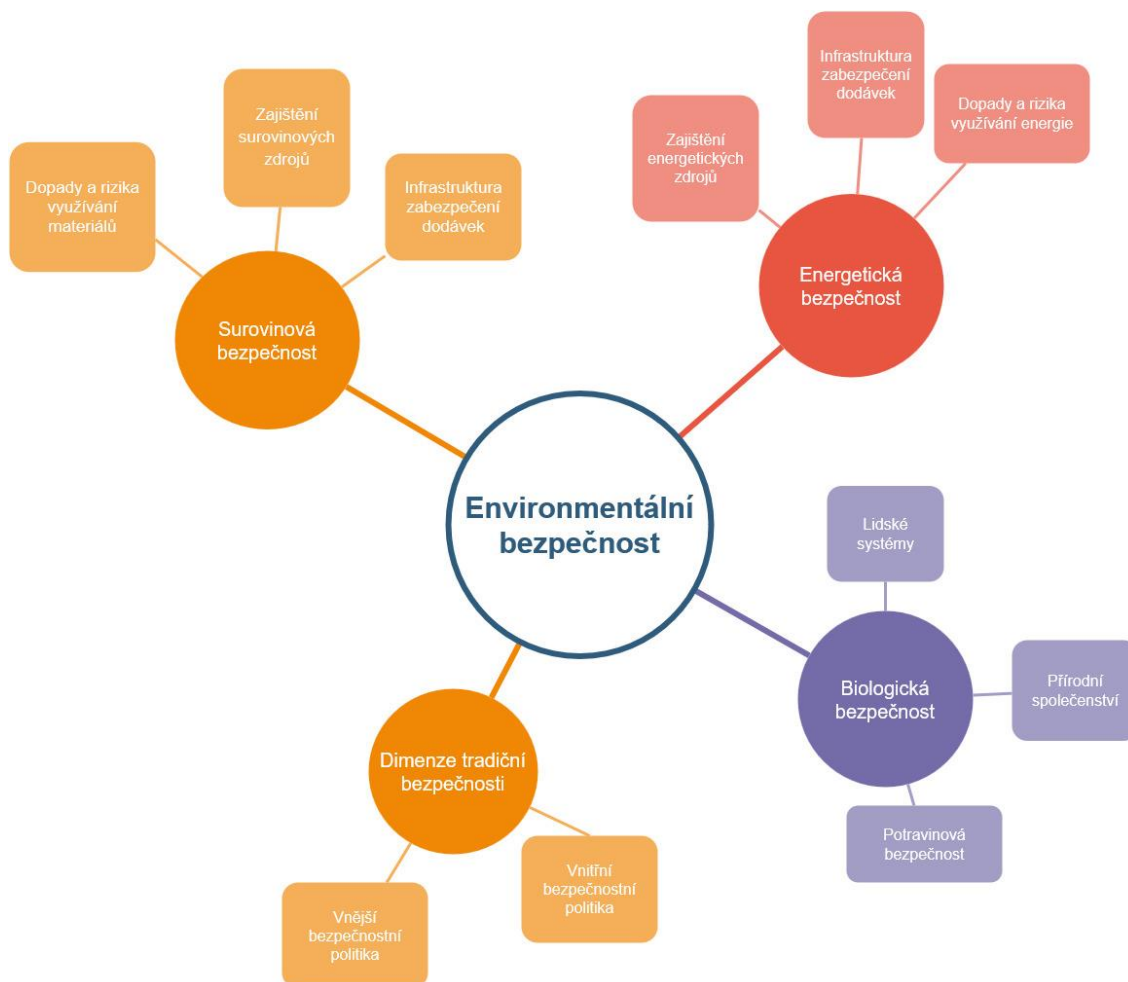 Infrastruktura
zabezpečení
dodávek
Dopady a rizika
využívání energie
Zajištění
energetických
zdrojů
Energetická
bezpečnost
Zajištění
surovinových
zdrojů
Dopady a rizika
využívání
materiálů
Infrastruktura
zabezpečení
dodávek
Surovinová
bezpečnost
Environmentální
bezpečnost
Lidské
systémy
Přírodní
společenství
Biologická
bezpečnost
Potravinová
bezpečnost
Dimenze tradiční
bezpečnosti
Vnitřní
bezpečnostní
politika
Vnější
bezpečnostní
politika